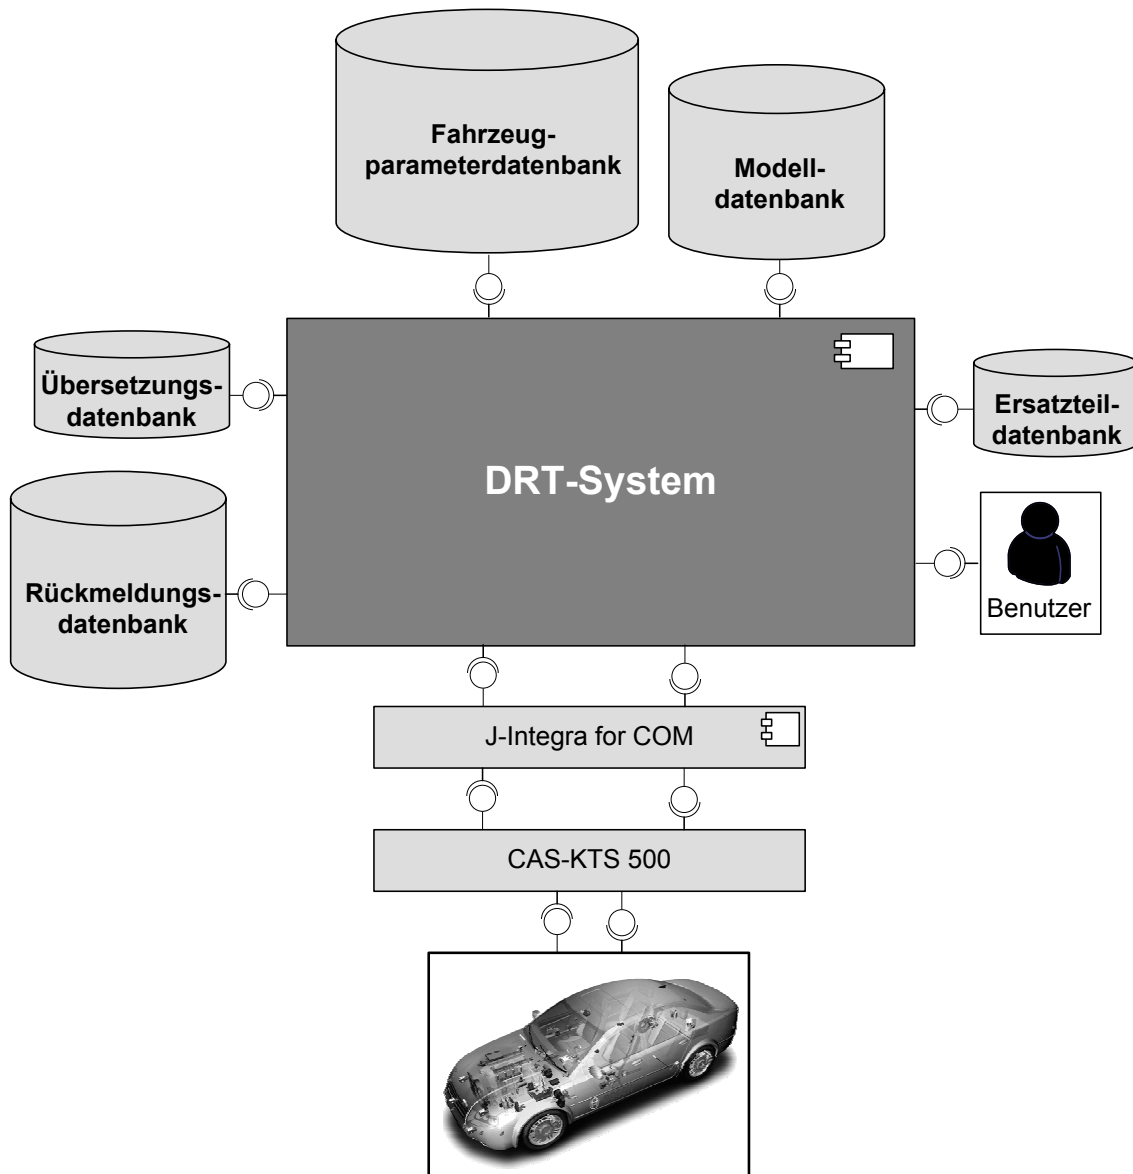 Fahrzeug-
parameterdatenbank
Modell-
datenbank
Übersetzungs-
datenbank
Ersatzteil-
datenbank
DRT-System
Rückmeldungs-
datenbank
Benutzer
J-Integra for COM
CAS-KTS 500